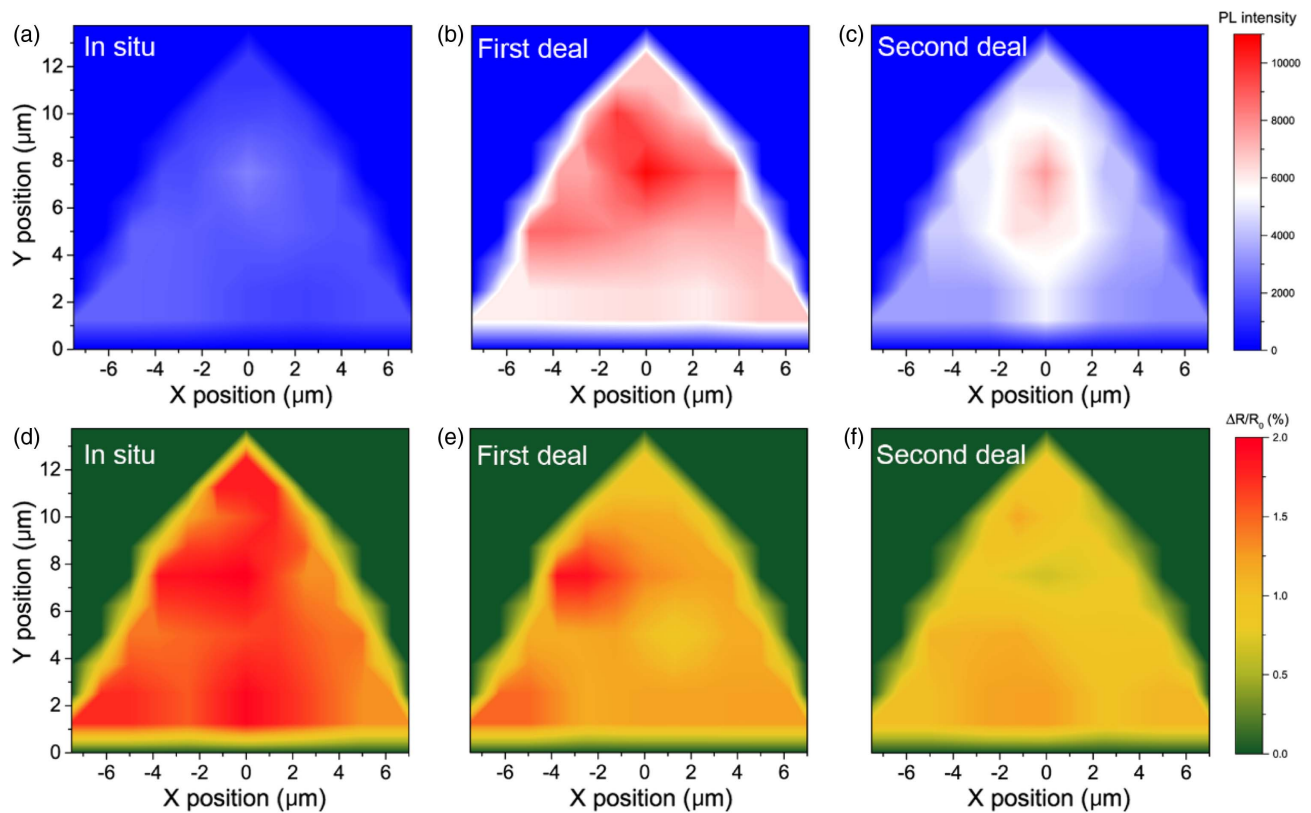 (a) In situ
(b) First deal
(c) Second deal
PL intensity
10000
8000
6000
4000
2000
0
12
10
8
6
4
2
0
Y position (µm)
-6 -4 -2 0 2 4 6
X position (µm)
-6 -4 -2 0 2 4 6
X position (µm)
-6 -4 -2 0 2 4 6
X position (µm)
(d) In situ
(e) First deal
(f) Second deal
ΔR/R₀ (%)
2.0
1.5
1.0
0.5
0.0
12
10
8
6
4
2
0
Y position (µm)
-6 -4 -2 0 2 4 6
X position (µm)
-6 -4 -2 0 2 4 6
X position (µm)
-6 -4 -2 0 2 4 6
X position (µm)